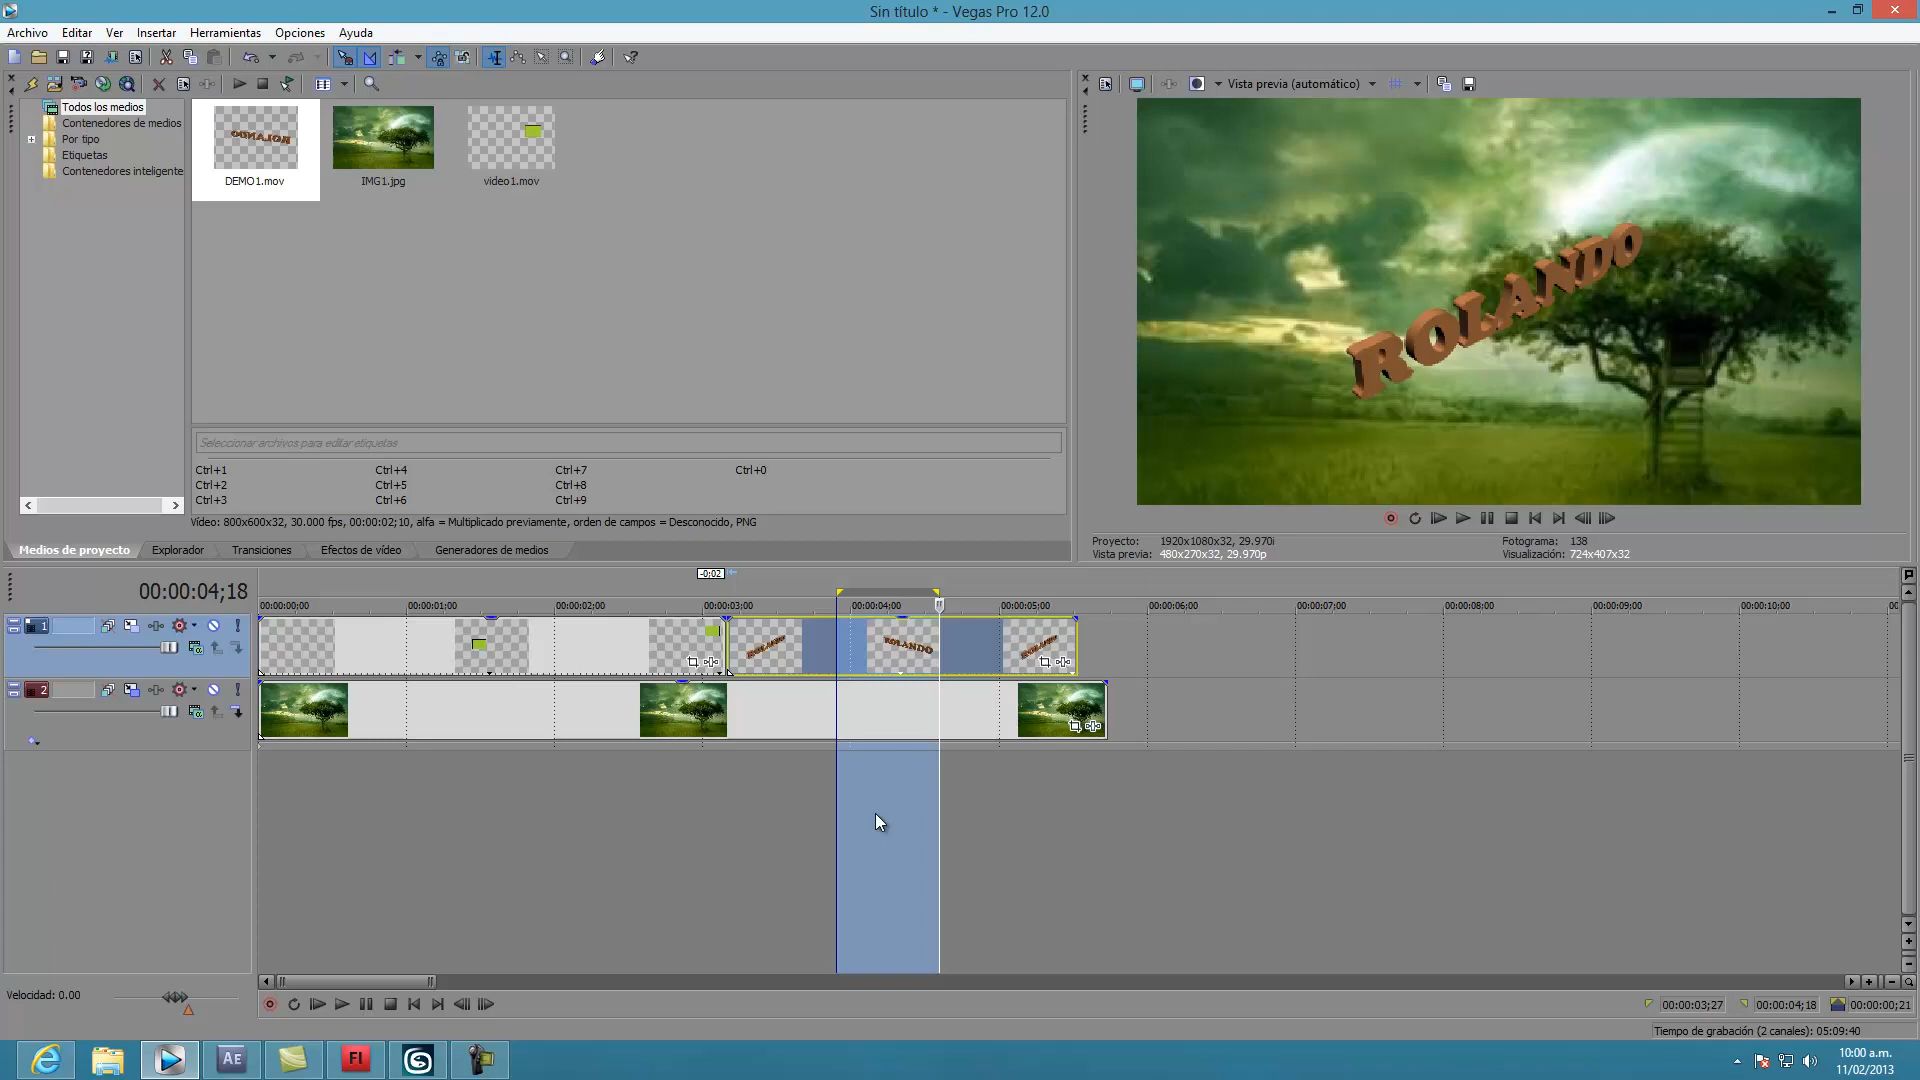 Sin título * - Vegas Pro 12.0
Archivo Editar Ver Insertar Herramientas Opciones Ayuda
Todos los medios
Contenedores de medios
Por tipo
Etiquetas
Contenedores inteligente
DEMO1.mov IMG1.jpg video1.mov
Seleccionar archivos para editar etiquetas
Ctrl+1 Ctrl+4 Ctrl+7 Ctrl+0
Ctrl+2 Ctrl+5 Ctrl+8
Ctrl+3 Ctrl+6 Ctrl+9
Vídeo: 800x600x32, 30.000 fps, 00:00:02;10, alfa = Multiplicado previamente, orden de campos = Desconocido, PNG
Medios de proyecto Explorador Transiciones Efectos de vídeo Generadores de medios
Vista previa (automático)
ROLANDO
Proyecto: 1920x1080x32, 29.970i Fotograma: 138
Vista previa: 480x270x32, 29.970p Visualización: 724x407x32
00:00:04;18
-0:02
00:00:00;00 00:00:01;00 00:00:02;00 00:00:03;00 00:00:04;00 00:00:05;00 00:00:06;00 00:00:07;00 00:00:08;00 00:00:09;00 00:00:10;00
1
ROLANDO ROLANDO ROLANDO
2
Velocidad: 0.00
00:00:03;27 00:00:04;18 00:00:00;21
Tiempo de grabación (2 canales): 05:09:40
AE Fl
10:00 a.m.
11/02/2013